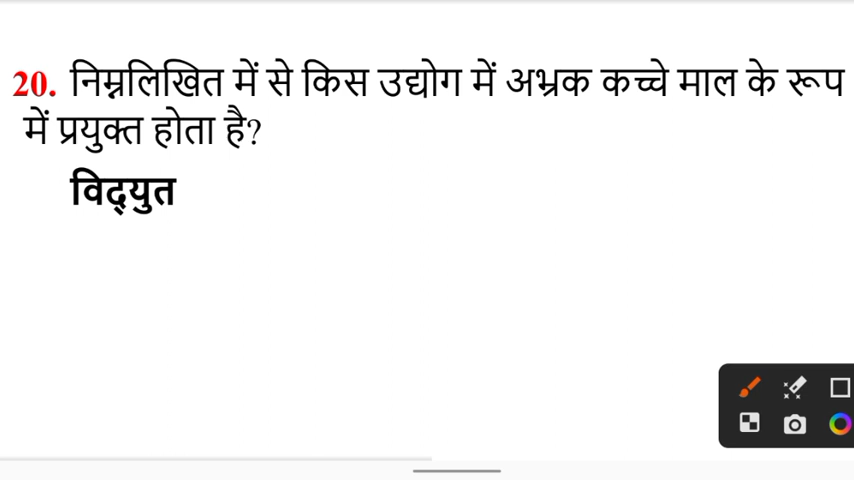 20. निम्नलिखित में से किस उद्योग में अभ्रक कच्चे माल के रूप
में प्रयुक्त होता है?
विद्‌युत